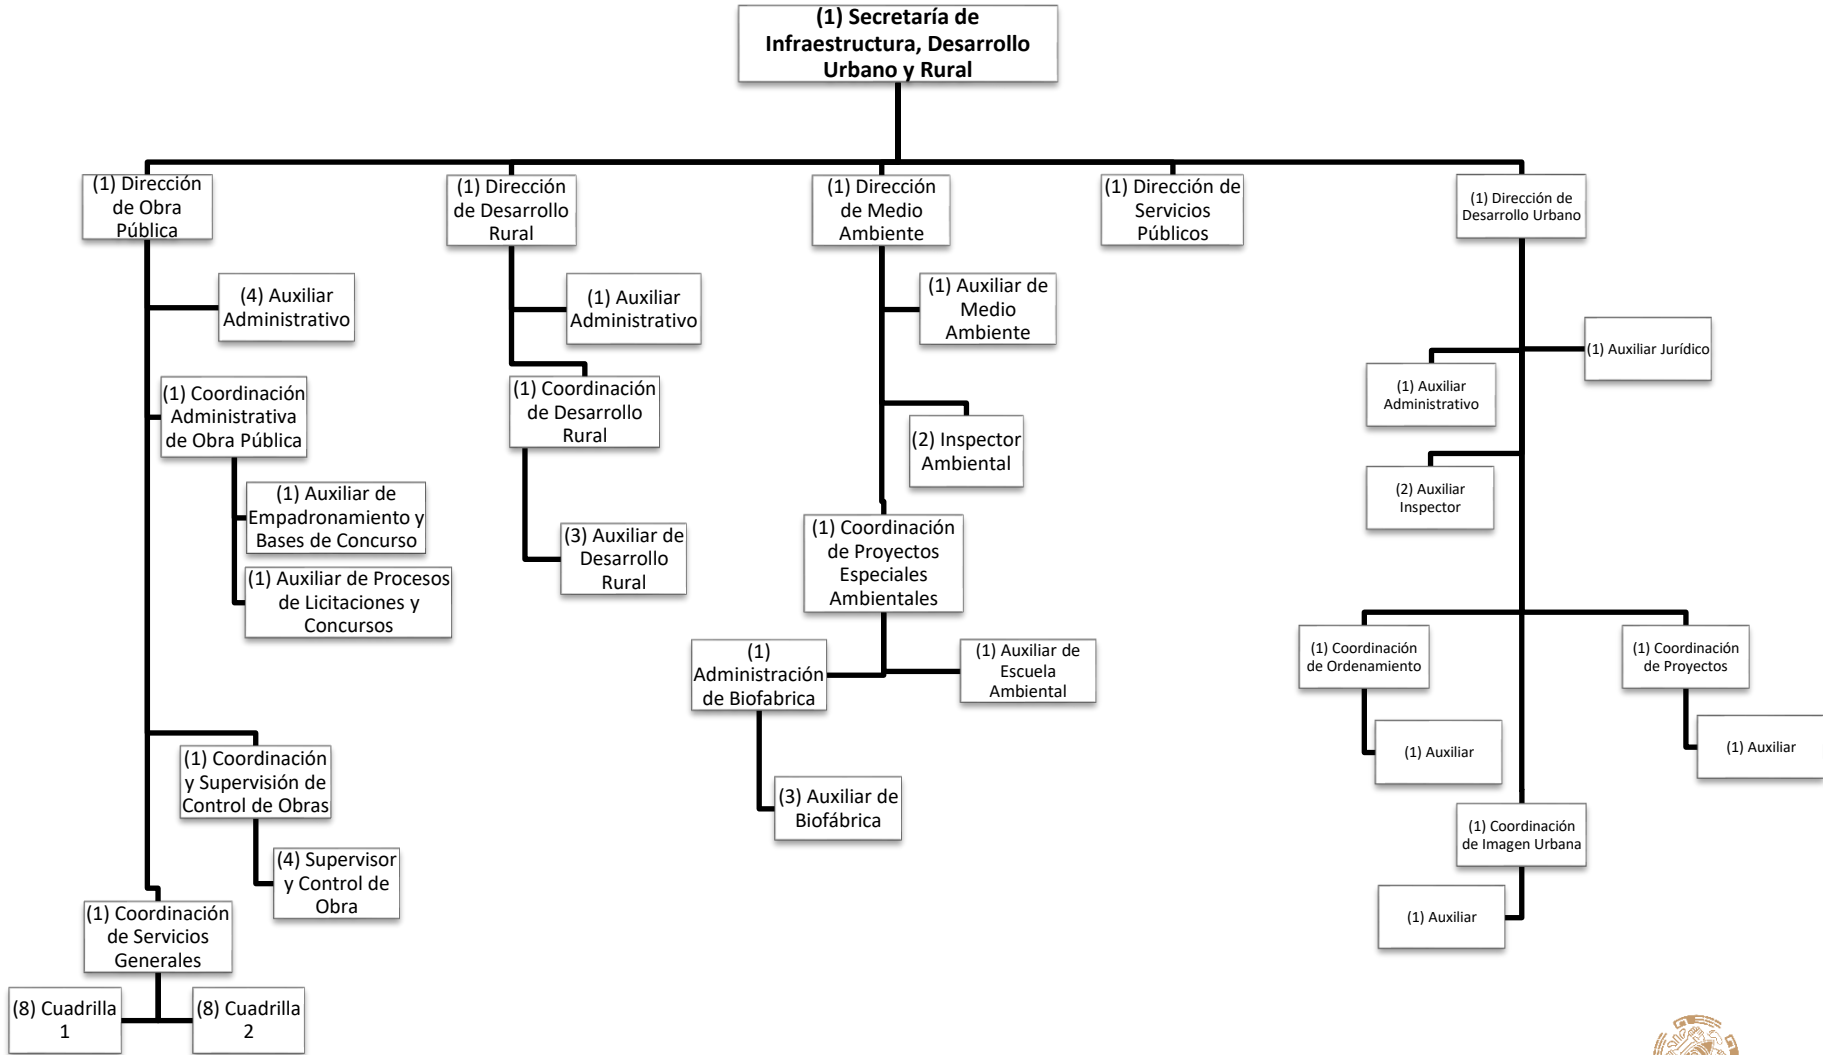 (1) Secretaría de
Infraestructura, Desarrollo
Urbano y Rural
(1) Dirección
de Obra
Pública
(4) Auxiliar
Administrativo
(1) Coordinación
Administrativa
de Obra Pública
(1) Auxiliar de
Empadronamiento y
Bases de Concurso
(1) Auxiliar de Procesos
de Licitaciones y
Concursos
(1) Coordinación
y Supervisión de
Control de Obras
(4) Supervisor
y Control de
Obra
(1) Coordinación
de Servicios
Generales
(8) Cuadrilla
1
(8) Cuadrilla
2
(1) Dirección
de Desarrollo
Rural
(1) Auxiliar
Administrativo
(1) Coordinación
de Desarrollo
Rural
(3) Auxiliar de
Desarrollo
Rural
(1) Dirección
de Medio
Ambiente
(1) Auxiliar de
Medio
Ambiente
(2) Inspector
Ambiental
(1) Coordinación
de Proyectos
Especiales
Ambientales
(1)
Administración
de Biofabrica
(1) Auxiliar de
Escuela
Ambiental
(3) Auxiliar de
Biofábrica
(1) Dirección de
Servicios
Públicos
(1) Dirección de
Desarrollo Urbano
(1) Auxiliar Jurídico
(1) Auxiliar
Administrativo
(2) Auxiliar
Inspector
(1) Coordinación
de Ordenamiento
(1) Auxiliar
(1) Coordinación
de Proyectos
(1) Auxiliar
(1) Coordinación
de Imagen Urbana
(1) Auxiliar